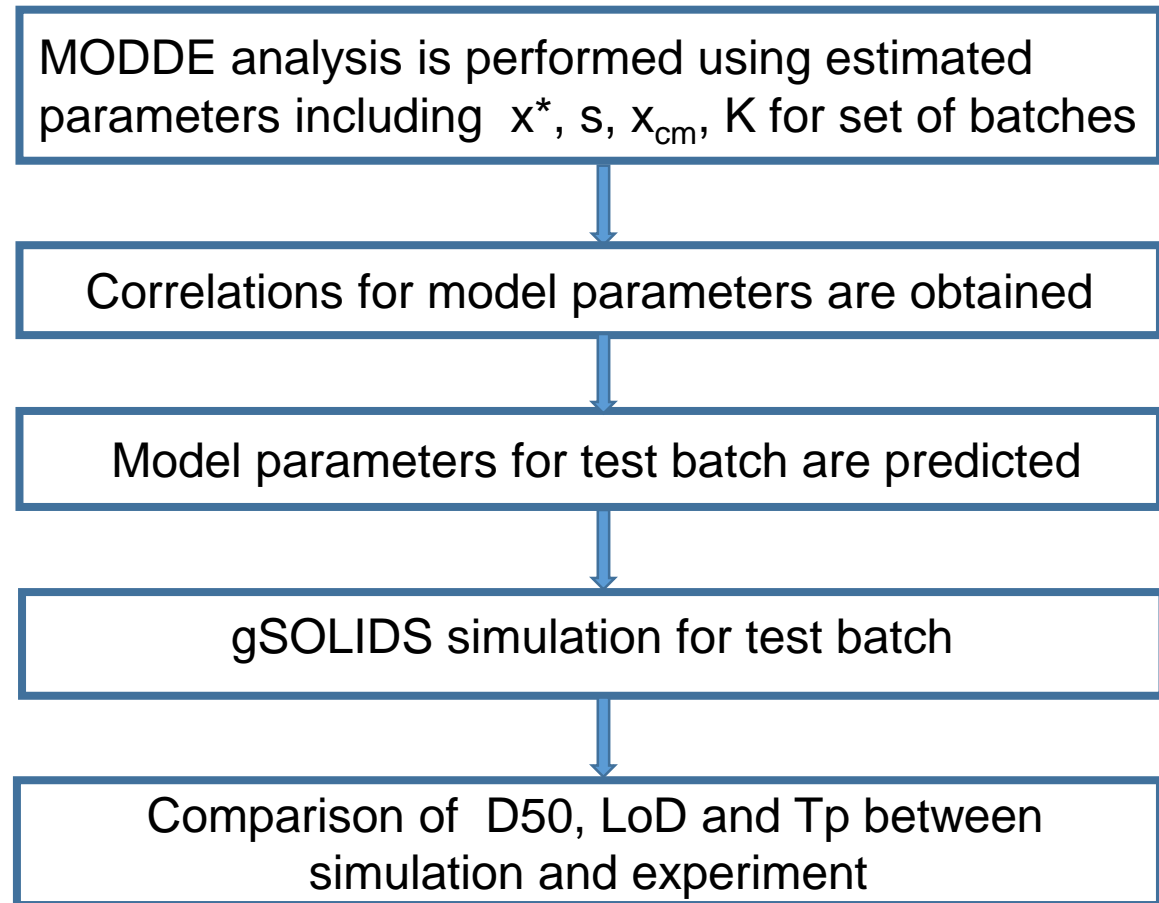 MODDE analysis is performed using estimated
parameters including x*, s, x_cm, K for set of batches
Correlations for model parameters are obtained
Model parameters for test batch are predicted
gSOLIDS simulation for test batch
Comparison of D50, LoD and Tp between
simulation and experiment